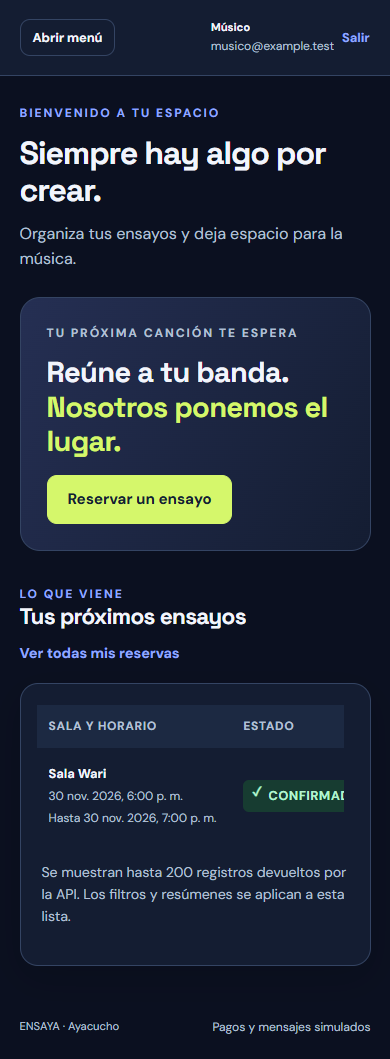 Abrir menú
Músico
musico@example.test
Salir
BIENVENIDO A TU ESPACIO
Siempre hay algo por
crear.
Organiza tus ensayos y deja espacio para la
música.
TU PRÓXIMA CANCIÓN TE ESPERA
Reúne a tu banda.
Nosotros ponemos el
lugar.
Reservar un ensayo
LO QUE VIENE
Tus próximos ensayos
Ver todas mis reservas
SALA Y HORARIO
ESTADO
Sala Wari
30 nov. 2026, 6:00 p. m.
Hasta 30 nov. 2026, 7:00 p. m.
✓ CONFIRMAD
Se muestran hasta 200 registros devueltos por
la API. Los filtros y resúmenes se aplican a esta
lista.
ENSAYA · Ayacucho
Pagos y mensajes simulados